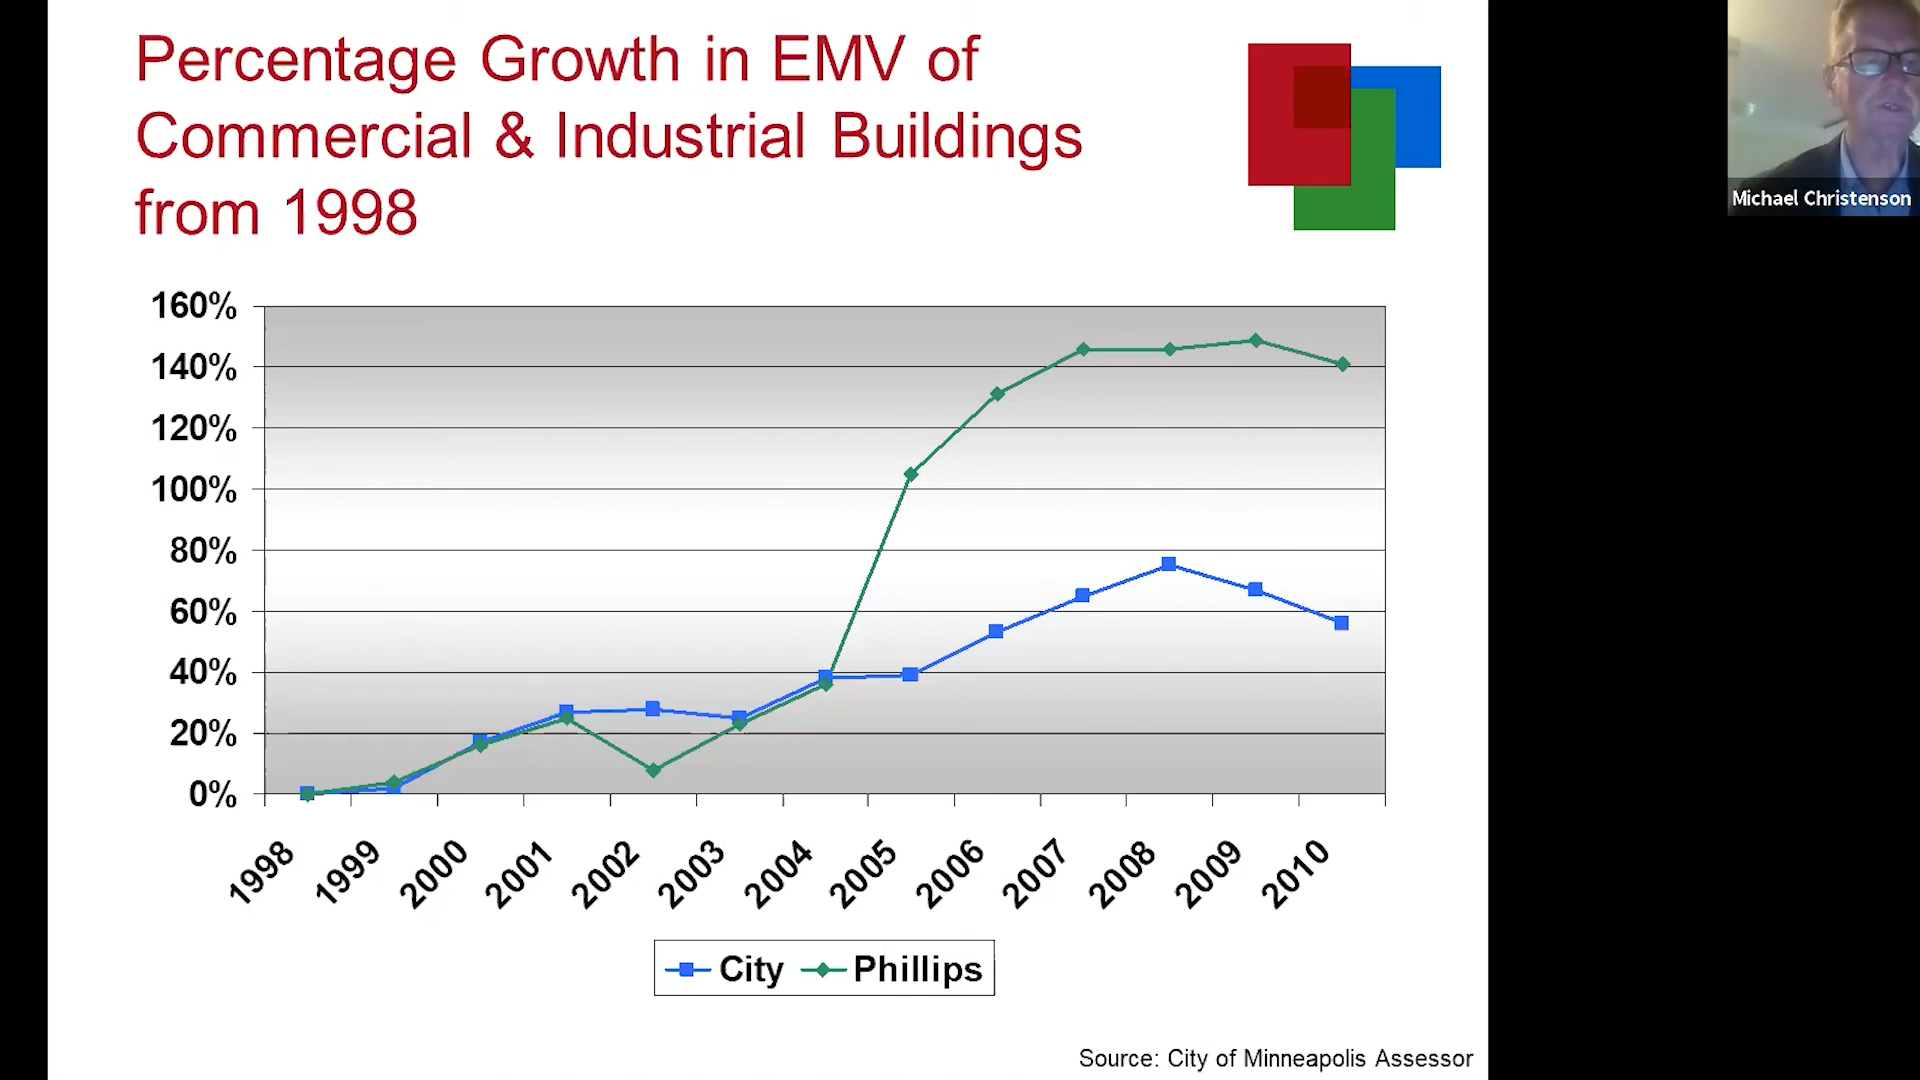 Percentage Growth in EMV of
Commercial & Industrial Buildings
from 1998
Michael Christenson
160%
140%
120%
100%
80%
60%
40%
20%
0%
1998 1999 2000 2001 2002 2003 2004 2005 2006 2007 2008 2009 2010
City Phillips
Source: City of Minneapolis Assessor